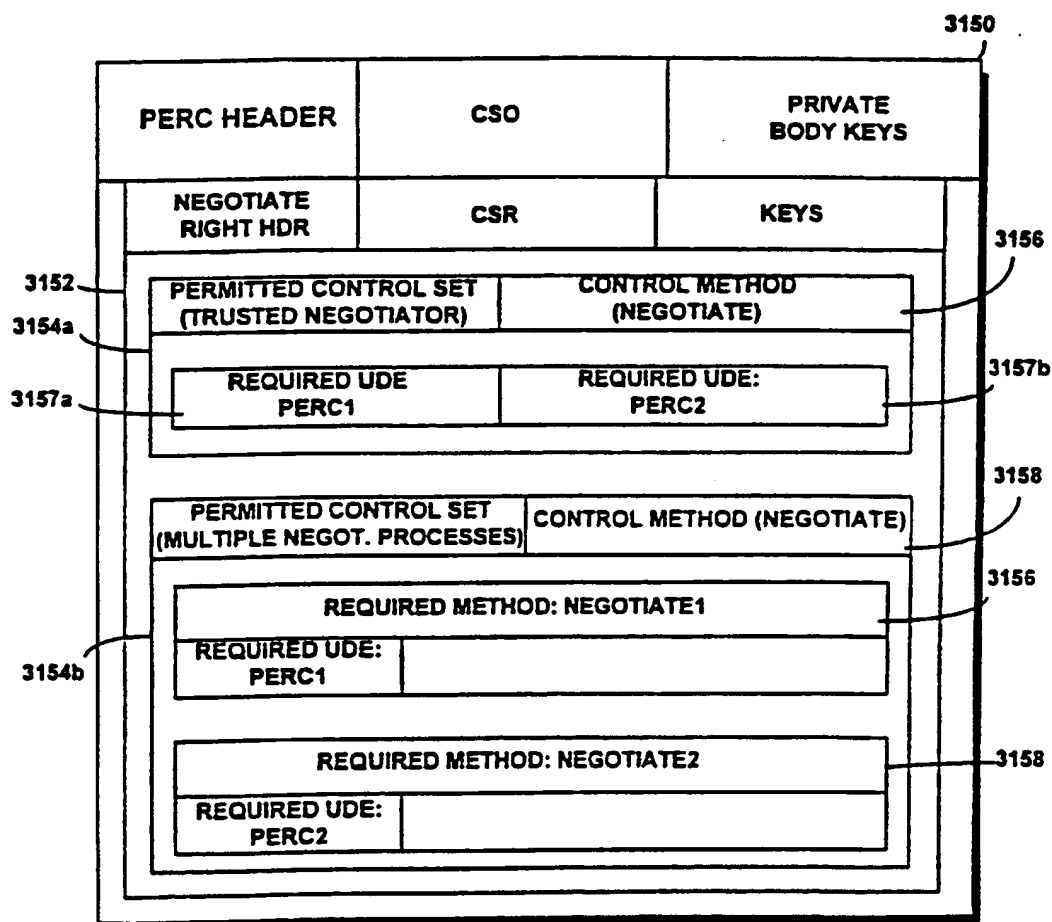 3150
PERC HEADER
CSO
PRIVATE
BODY KEYS
NEGOTIATE
RIGHT HDR
CSR
KEYS
3156
3152
PERMITTED CONTROL SET
(TRUSTED NEGOTIATOR)
CONTROL METHOD
(NEGOTIATE)
3154a
REQUIRED UDE
PERC1
REQUIRED UDE:
PERC2
3157b
3157a
3158
PERMITTED CONTROL SET
(MULTIPLE NEGOT. PROCESSES)
CONTROL METHOD (NEGOTIATE)
3156
REQUIRED METHOD: NEGOTIATE1
REQUIRED UDE:
PERC1
3154b
REQUIRED METHOD: NEGOTIATE2
3158
REQUIRED UDE:
PERC2